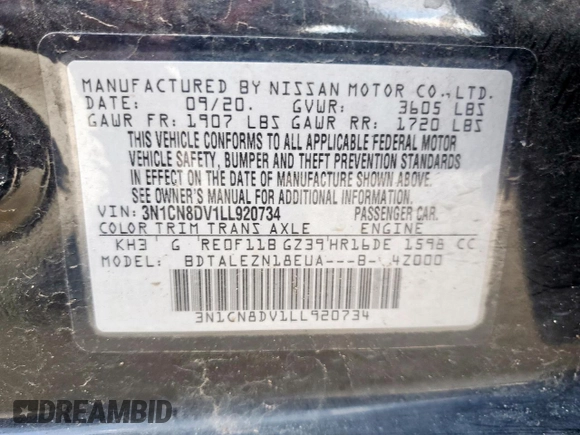 MANUFACTURED BY NISSAN MOTOR CO., LTD.
DATE: 09/20. GVWR: 3605 LBS
GAWR FR: 1907 LBS GAWR RR: 1720 LBS
THIS VEHICLE CONFORMS TO ALL APPLICABLE FEDERAL MOTOR
VEHICLE SAFETY, BUMPER AND THEFT PREVENTION STANDARDS
IN EFFECT ON THE DATE OF MANUFACTURE SHOWN ABOVE.
SEE OWNER'S MANUAL FOR ADDITIONAL INFORMATION.
VIN: 3N1CN8DV1LL920734 PASSENGER CAR.
COLOR TRIM TRANS AXLE ENGINE
KH3 G RE0F11B GZ39 HR16DE 1598 CC
MODEL: BDTALEZN18EUA---B- 4Z000
3N1CN8DV1LL920734
DREAMBID